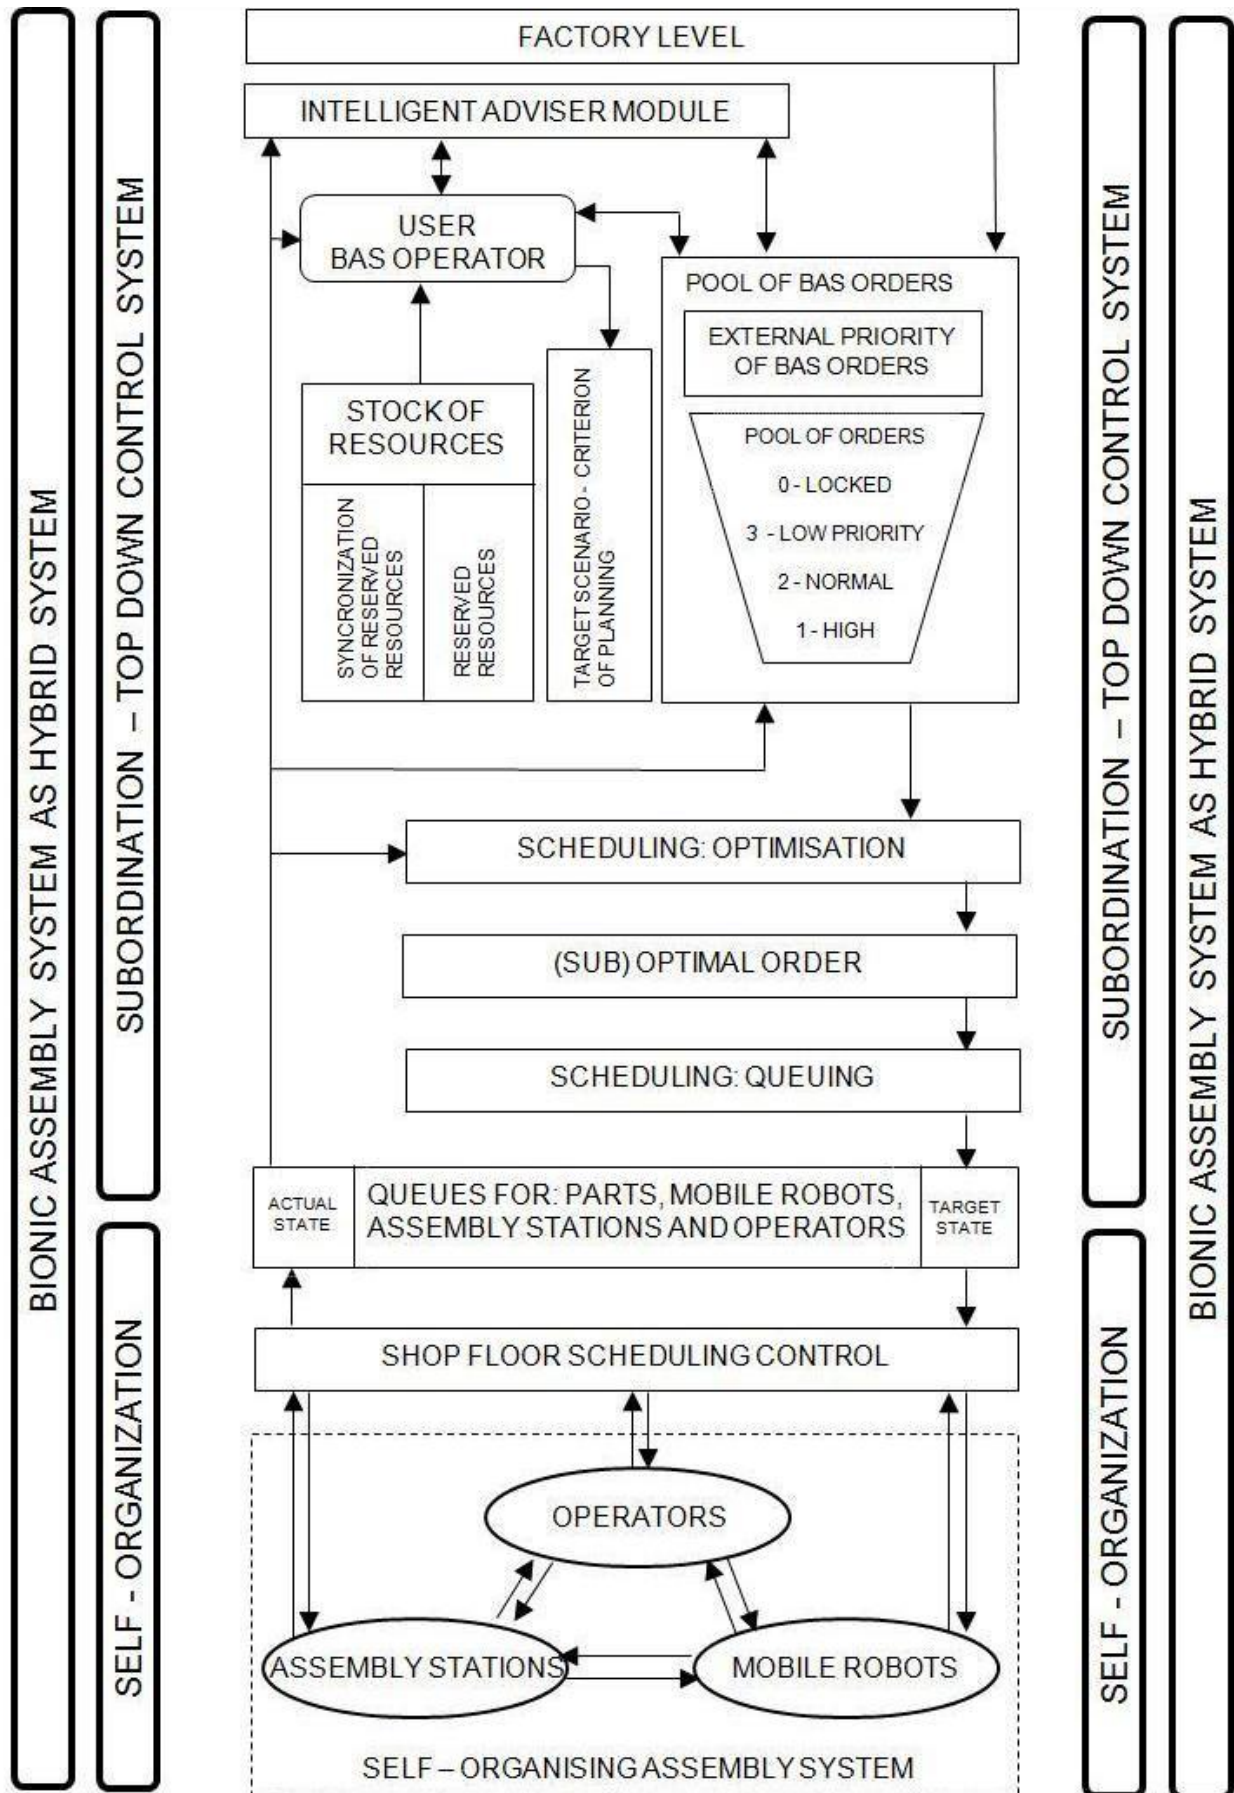 BIONIC ASSEMBLY SYSTEM AS HYBRID SYSTEM
SUBORDINATION – TOP DOWN CONTROL SYSTEM
SELF - ORGANIZATION
FACTORY LEVEL
INTELLIGENT ADVISER MODULE
USER
BAS OPERATOR
STOCK OF
RESOURCES
SYNCRONIZATION
OF RESERVED
RESOURCES
RESERVED
RESOURCES
TARGET SCENARIO - CRITERION
OF PLANNING
POOL OF BAS ORDERS
EXTERNAL PRIORITY
OF BAS ORDERS
POOL OF ORDERS
0 - LOCKED
3 - LOW PRIORITY
2 - NORMAL
1 - HIGH
SCHEDULING: OPTIMISATION
(SUB) OPTIMAL ORDER
SCHEDULING: QUEUING
ACTUAL
STATE
QUEUES FOR: PARTS, MOBILE ROBOTS,
ASSEMBLY STATIONS AND OPERATORS
TARGET
STATE
SHOP FLOOR SCHEDULING CONTROL
OPERATORS
ASSEMBLY STATIONS
MOBILE ROBOTS
SELF – ORGANISING ASSEMBLY SYSTEM
SUBORDINATION – TOP DOWN CONTROL SYSTEM
SELF - ORGANIZATION
BIONIC ASSEMBLY SYSTEM AS HYBRID SYSTEM